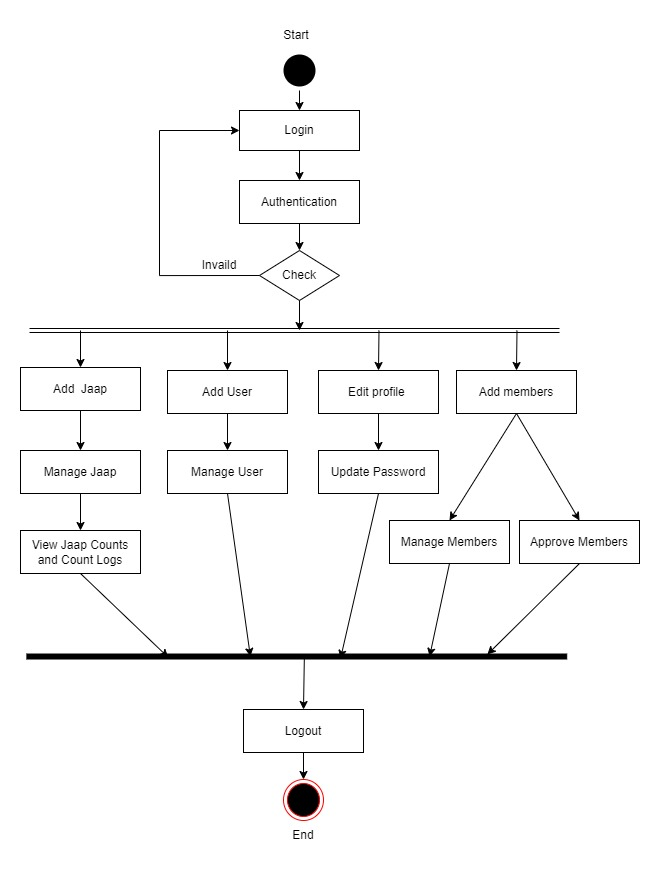 Start
Login
Authentication
Invaild
Check
Add Jaap
Add User
Edit profile
Add members
Manage Jaap
Manage User
Update Password
View Jaap Counts
and Count Logs
Manage Members
Approve Members
Logout
End